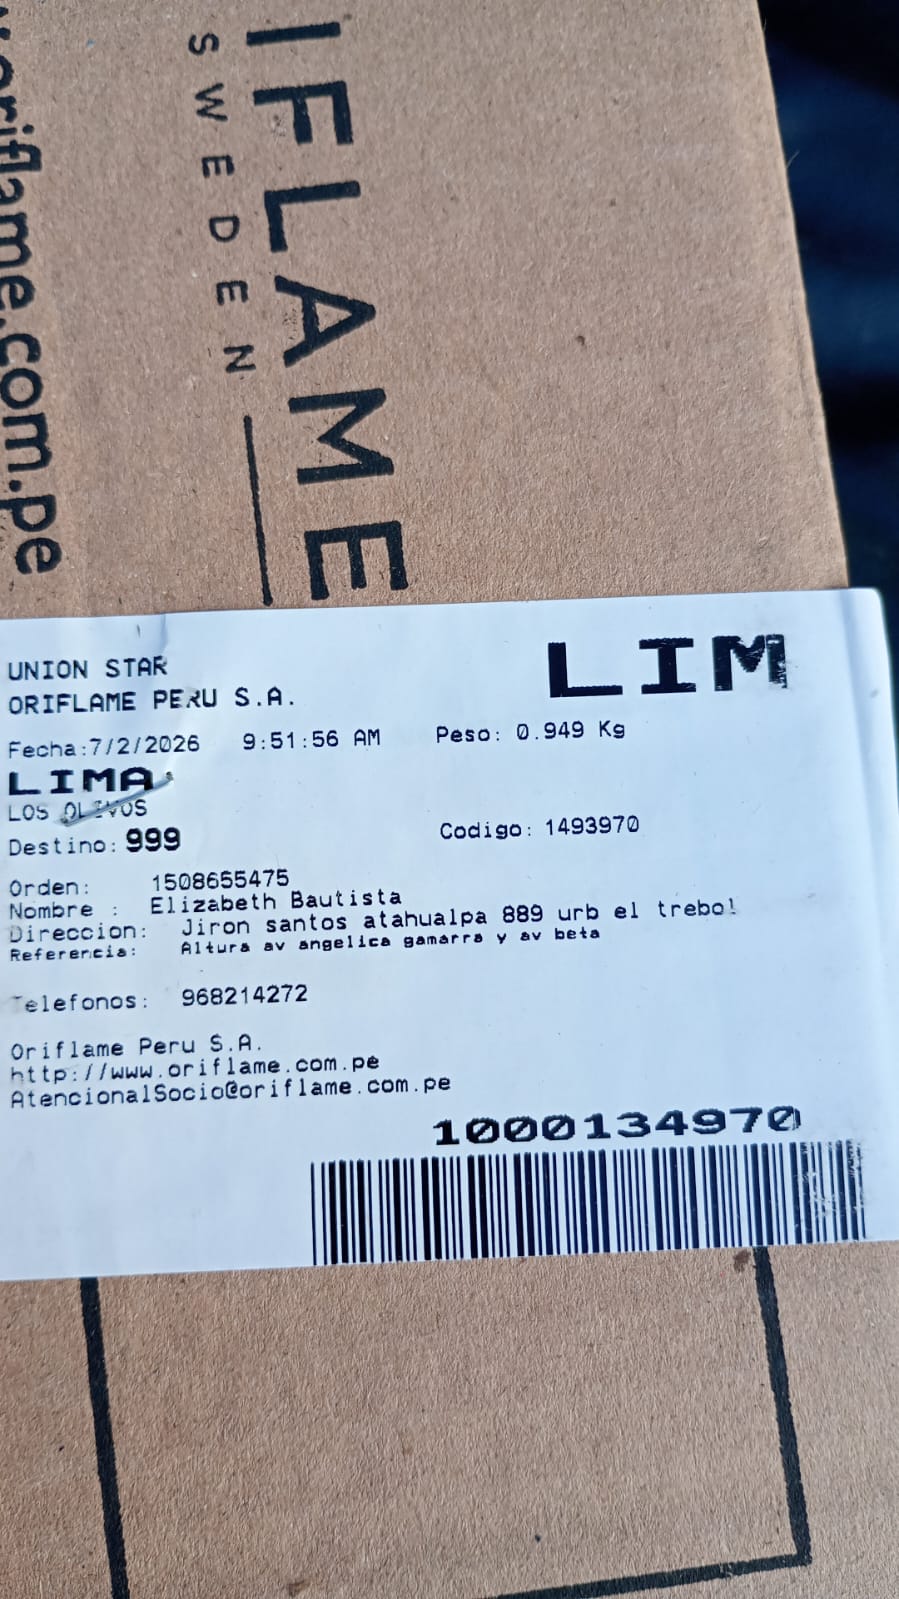 IFLAME
SWEDEN
oriflame.com.pe
UNION STAR
LIM
ORIFLAME PERU S.A.
Fecha:7/2/2026 9:51:56 AM Peso: 0.949 Kg
LIMA
LOS OLIVOS
Destino: 999 Codigo: 1493970
Orden: 1508655475
Nombre : Elizabeth Bautista
Direccion: Jiron santos atahualpa 889 urb el trebol
Referencia: Altura av angelica gamarra y av beta
Telefonos: 968214272
Oriflame Peru S.A.
http://www.oriflame.com.pe
AtencionalSocio@oriflame.com.pe
1000134970